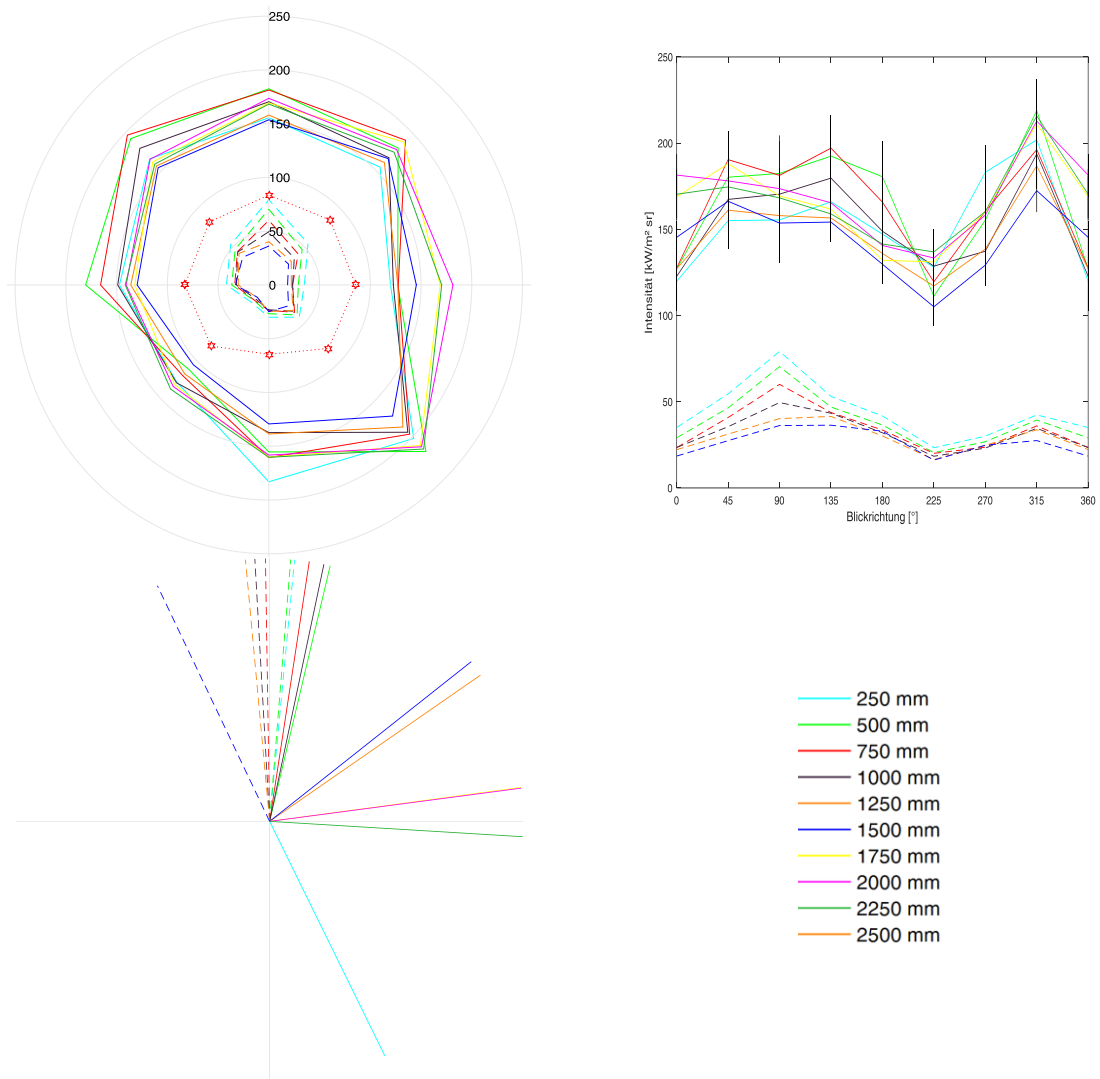 250
200
150
100
50
0
250
200
150
100
50
0
Intensität [kW/m² sr]
0 45 90 135 180 225 270 315 360
Blickrichtung [°]
250 mm
500 mm
750 mm
1000 mm
1250 mm
1500 mm
1750 mm
2000 mm
2250 mm
2500 mm